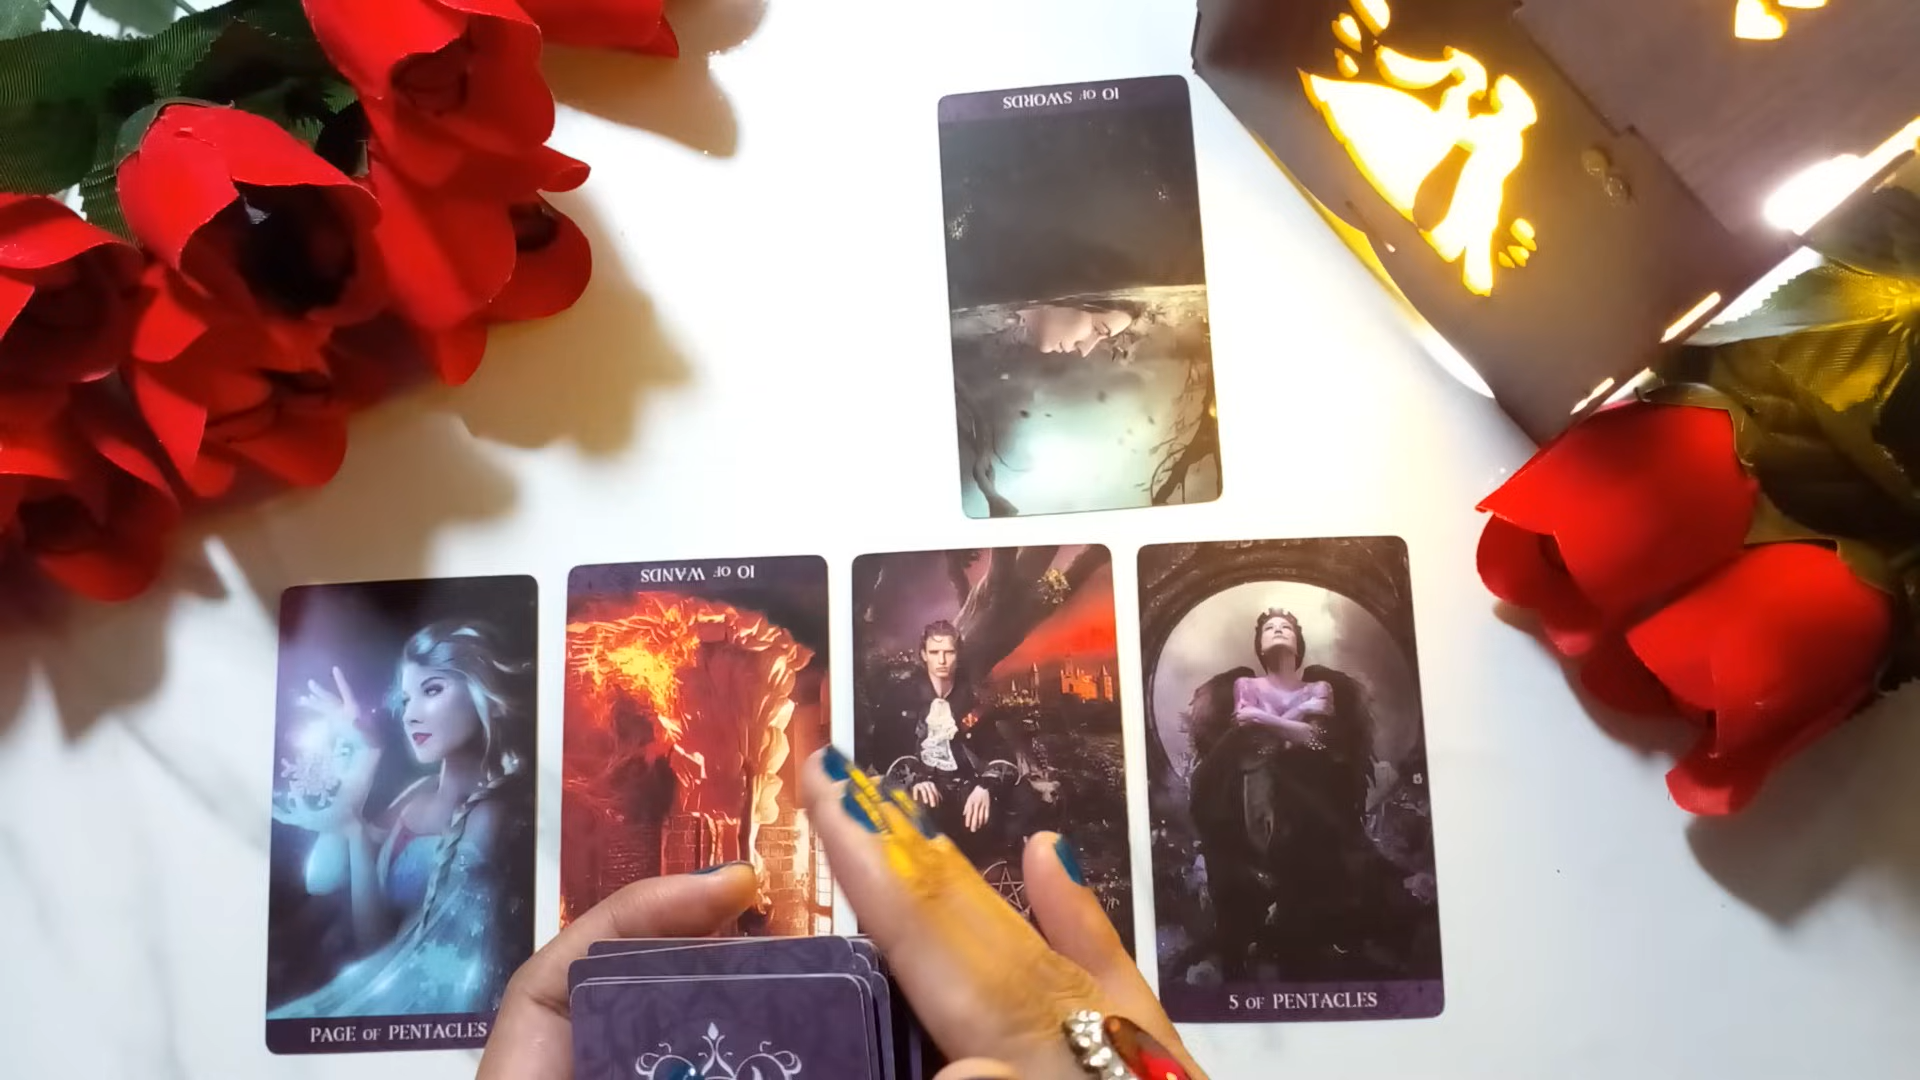 10 OF SWORDS
10 OF WANDS
PAGE OF PENTACLES
5 OF PENTACLES